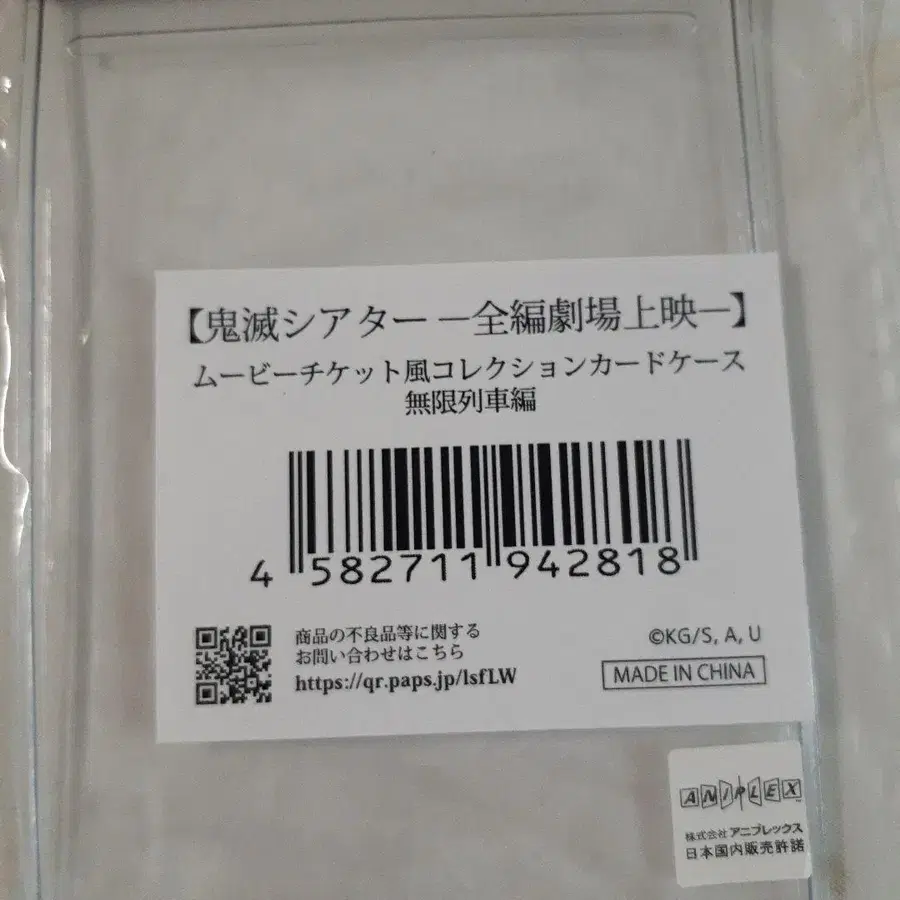 【鬼滅シアター ー全編劇場上映ー】
ムービーチケット風コレクションカードケース
無限列車編
4 582711 942818
商品の不良品等に関する
お問い合わせはこちら
https://qr.paps.jp/lsfLW
©KG/S, A, U
MADE IN CHINA
ANIPLEX™
株式会社アニプレックス
日本国内販売許諾